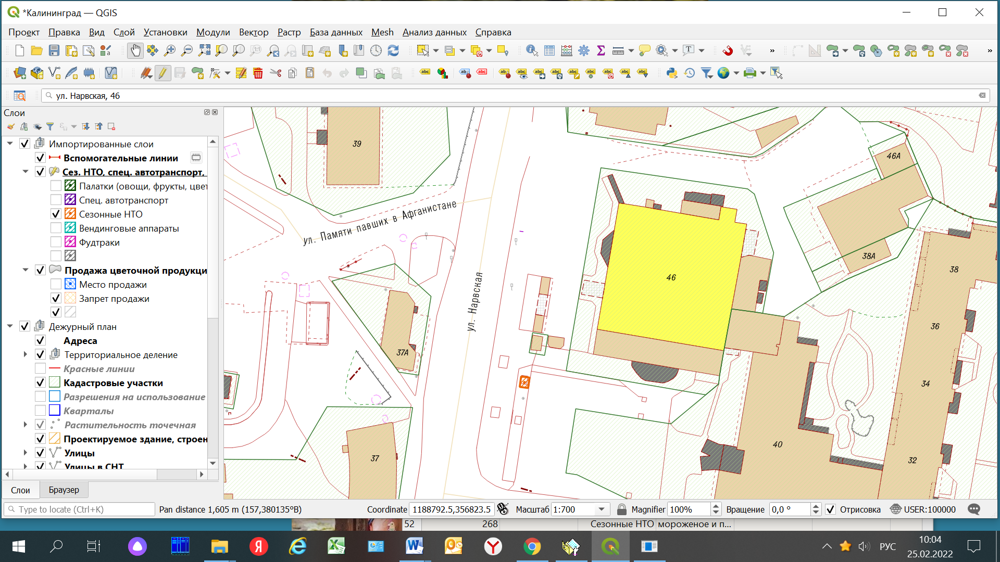 *Калининград — QGIS
Проект Правка Вид Слой Установки Модули Вектор Растр База данных Mesh Анализ данных Справка
ул. Нарвская, 46
Слои
Импортированные слои
Вспомогательные линии
Сез. НТО, спец. автотранспорт,
Палатки (овощи, фрукты, цвет
Спец. автотранспорт
Сезонные НТО
Вендинговые аппараты
Фудтраки
Продажа цветочной продукци
Место продажи
Запрет продажи
Дежурный план
Адреса
Территориальное деление
Красные линии
Кадастровые участки
Разрешения на использование
Кварталы
Растительность точечная
Проектируемое здание, строен
Улицы
Улицы в СНТ
Слои Браузер
39
46А
ул. Памяти павших в Афганистане
38А
38
46
ул. Нарвская
36
37А
34
40
37
32
Type to locate (Ctrl+K) Pan distance 1,605 m (157,380135°В) Coordinate 1188792.5,356823.5 Масштаб 1:700 Magnifier 100% Вращение 0,0 ° Отрисовка USER:100000
52 268 Сезонные НТО мороженое и п...
РУС
10:04
25.02.2022